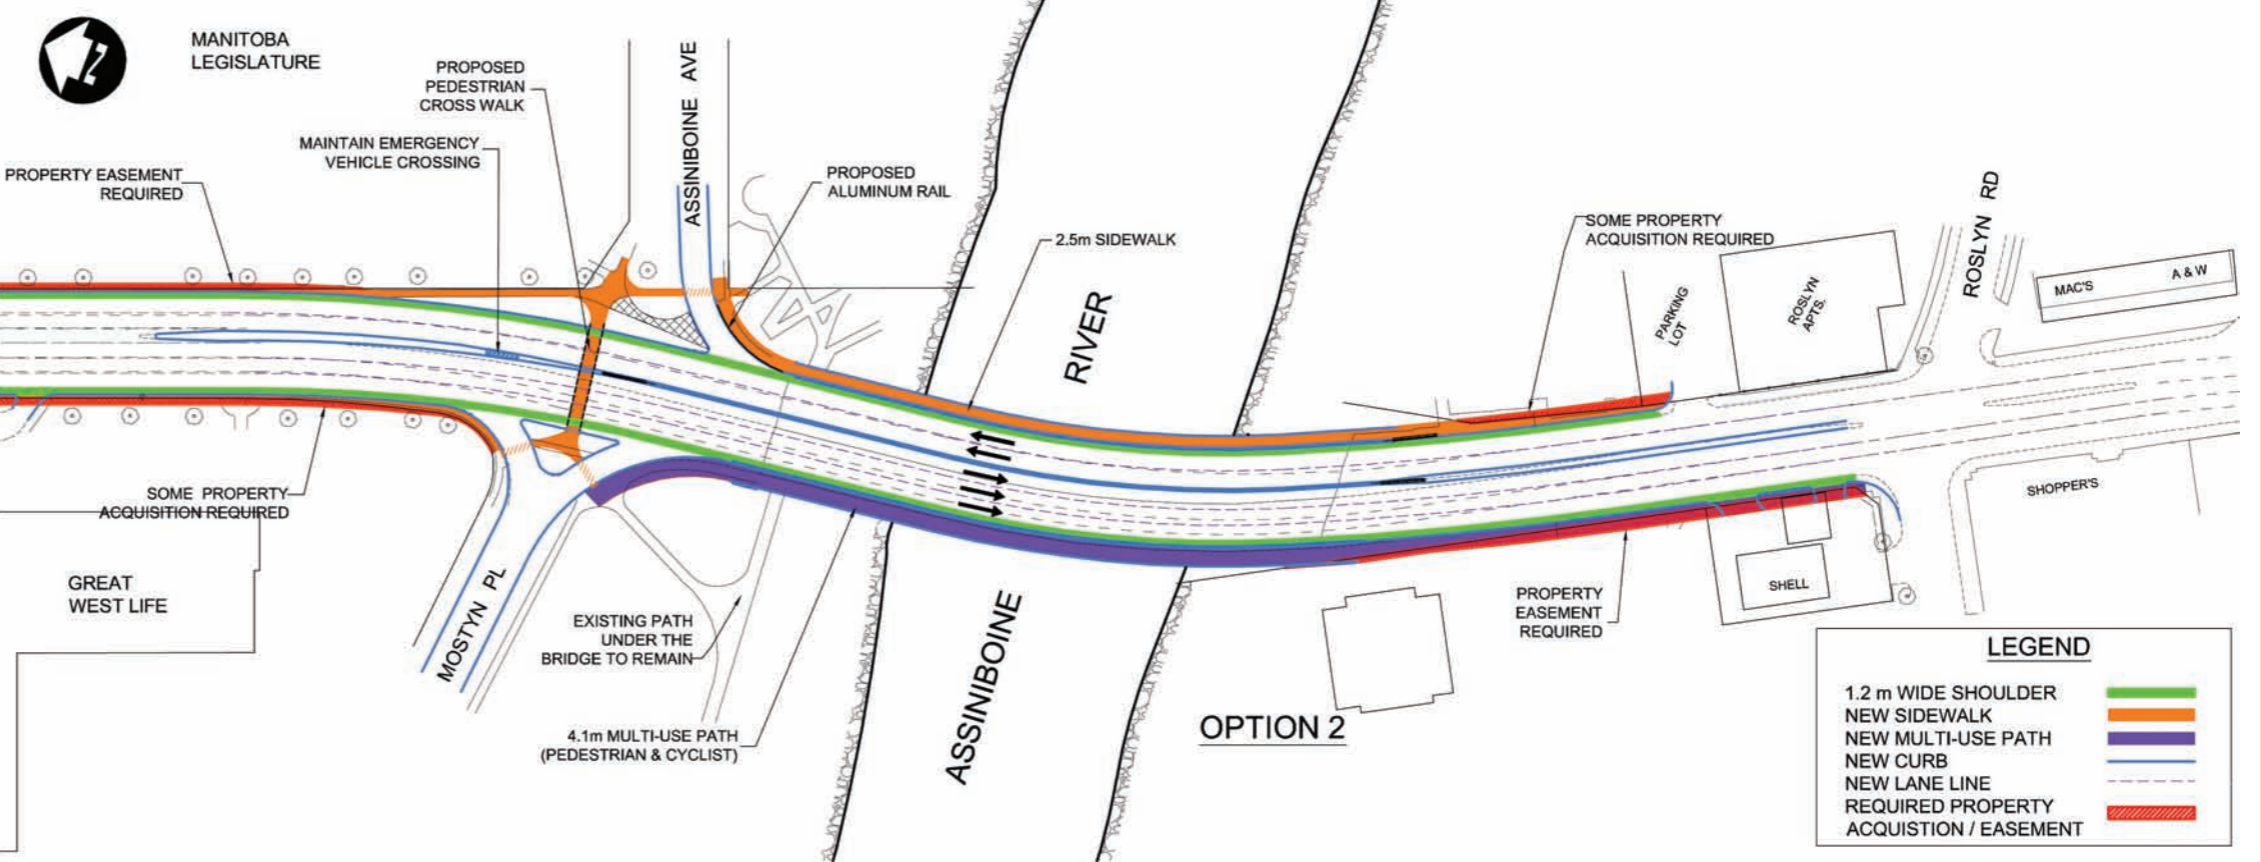 MANITOBA
LEGISLATURE
PROPOSED
PEDESTRIAN
CROSS WALK
MAINTAIN EMERGENCY
VEHICLE CROSSING
PROPERTY EASEMENT
REQUIRED
ASSINIBOINE AVE
PROPOSED
ALUMINUM RAIL
2.5m SIDEWALK
SOME PROPERTY
ACQUISITION REQUIRED
PARKING
LOT
ROSLYN
APTS.
ROSLYN RD
MAC'S
A & W
RIVER
SOME PROPERTY
ACQUISITION REQUIRED
GREAT
WEST LIFE
MOSTYN PL
EXISTING PATH
UNDER THE
BRIDGE TO REMAIN
4.1m MULTI-USE PATH
(PEDESTRIAN & CYCLIST)
ASSINIBOINE
OPTION 2
PROPERTY
EASEMENT
REQUIRED
SHELL
SHOPPER'S
LEGEND
1.2 m WIDE SHOULDER
NEW SIDEWALK
NEW MULTI-USE PATH
NEW CURB
NEW LANE LINE
REQUIRED PROPERTY
ACQUISTION / EASEMENT